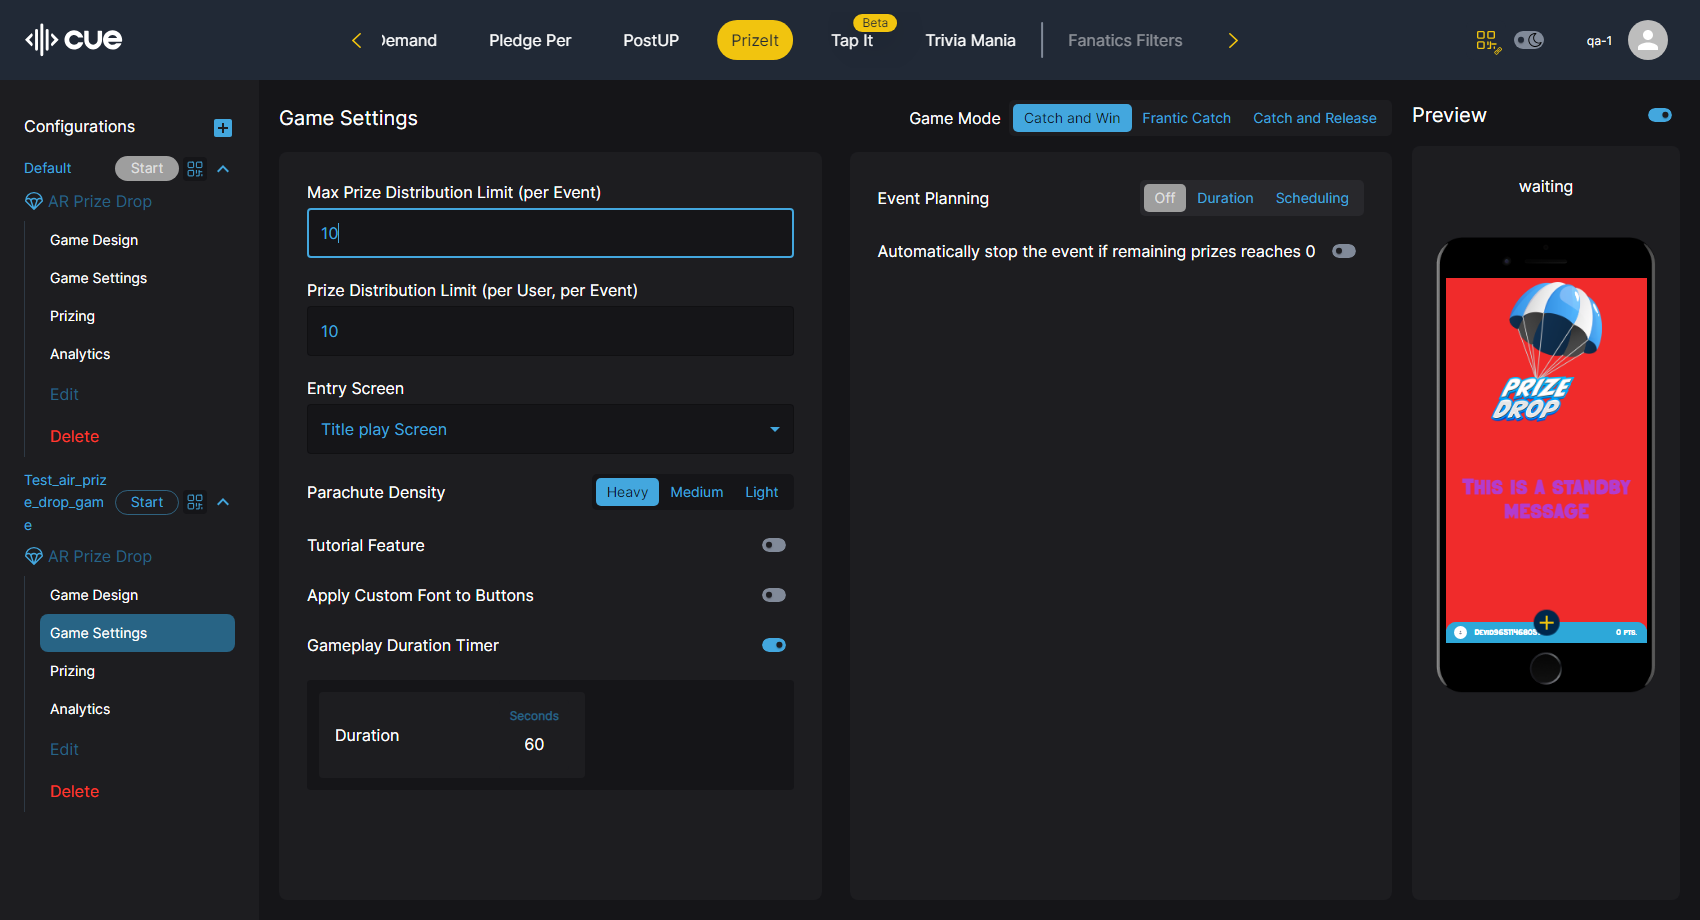 cue
Demand
Pledge Per
PostUP
PrizeIt
Beta
Tap It
Trivia Mania
Fanatics Filters
qa-1
Configurations
Default
Start
AR Prize Drop
Game Design
Game Settings
Prizing
Analytics
Edit
Delete
Test_air_priz
e_drop_gam
e
Start
AR Prize Drop
Game Design
Game Settings
Prizing
Analytics
Edit
Delete
Game Settings
Game Mode
Catch and Win
Frantic Catch
Catch and Release
Max Prize Distribution Limit (per Event)
10
Prize Distribution Limit (per User, per Event)
10
Entry Screen
Title play Screen
Parachute Density
Heavy
Medium
Light
Tutorial Feature
Apply Custom Font to Buttons
Gameplay Duration Timer
Duration
Seconds
60
Event Planning
Off
Duration
Scheduling
Automatically stop the event if remaining prizes reaches 0
Preview
waiting
PRIZE
DROP
THIS IS A STANDBY
MESSAGE
0 PTS.